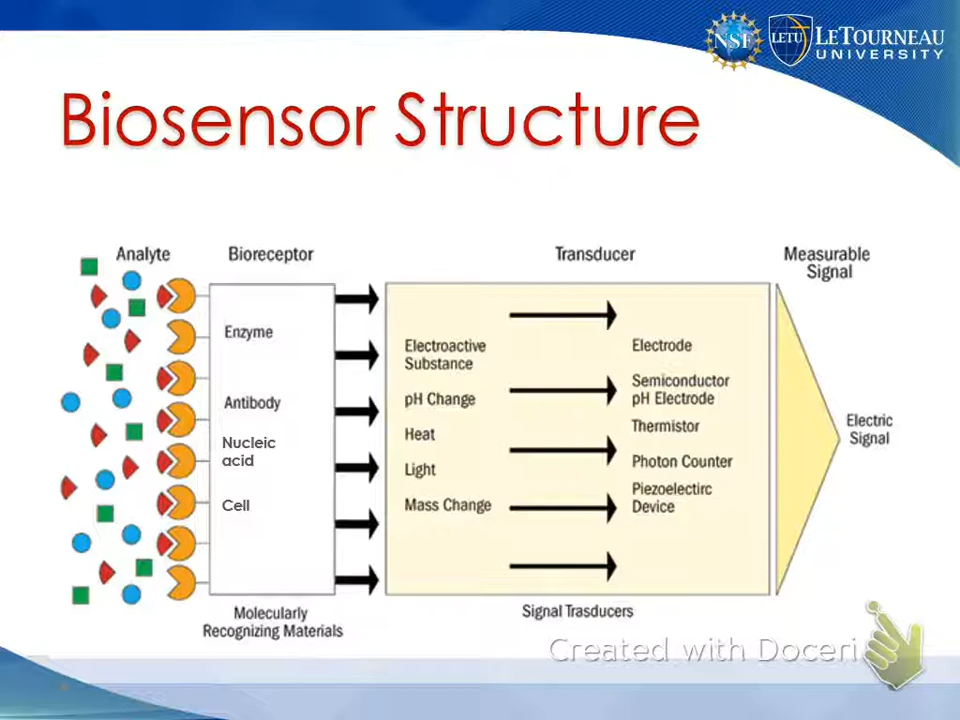 NSF
LETU
LETOURNEAU
UNIVERSITY
Biosensor Structure
Analyte
Bioreceptor
Transducer
Measurable
Signal
Enzyme
Antibody
Nucleic
acid
Cell
Electroactive
Substance
pH Change
Heat
Light
Mass Change
Electrode
Semiconductor
pH Electrode
Thermistor
Photon Counter
Piezoelectirc
Device
Electric
Signal
Molecularly
Recognizing Materials
Signal Trasducers
Created with Doceri